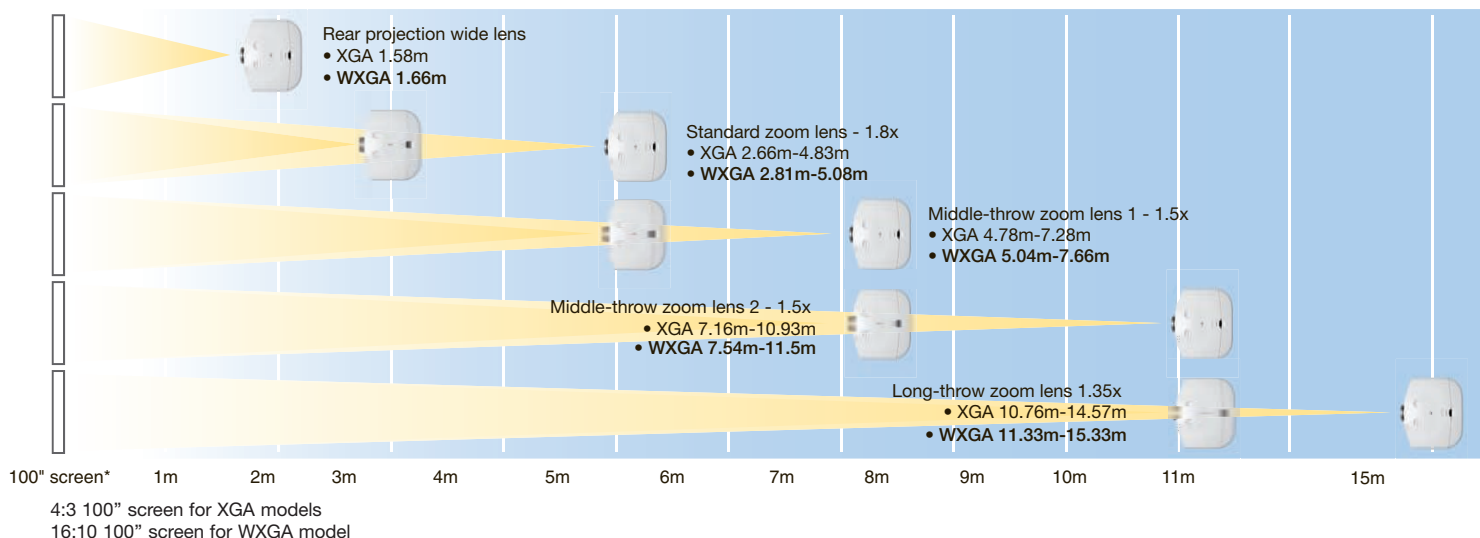 Rear projection wide lens
• XGA 1.58m
• WXGA 1.66m
Standard zoom lens - 1.8x
• XGA 2.66m-4.83m
• WXGA 2.81m-5.08m
Middle-throw zoom lens 1 - 1.5x
• XGA 4.78m-7.28m
• WXGA 5.04m-7.66m
Middle-throw zoom lens 2 - 1.5x
• XGA 7.16m-10.93m
• WXGA 7.54m-11.5m
Long-throw zoom lens 1.35x
• XGA 10.76m-14.57m
• WXGA 11.33m-15.33m
100" screen* 1m 2m 3m 4m 5m 6m 7m 8m 9m 10m 11m 15m
4:3 100” screen for XGA models
16:10 100” screen for WXGA model